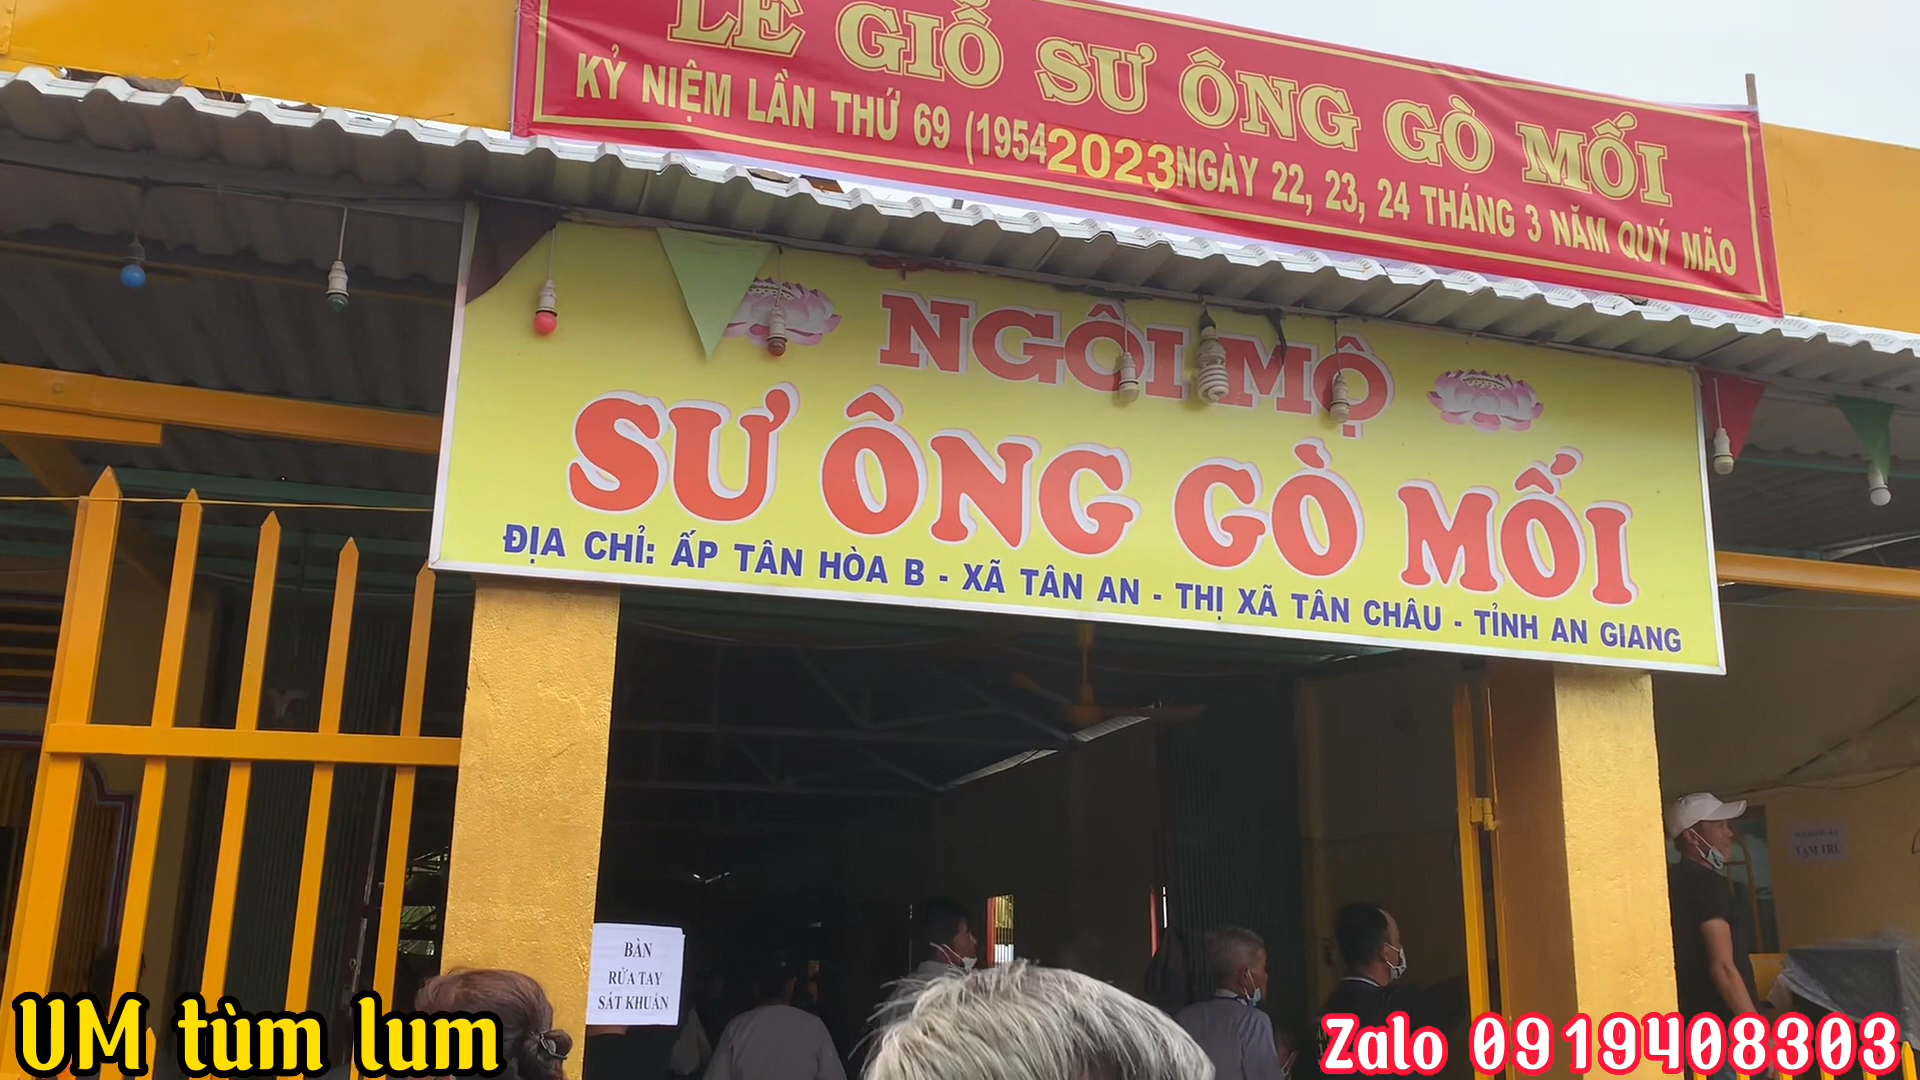 LỄ GIỖ SƯ ÔNG GÒ MỐI
KỶ NIỆM LẦN THỨ 69 (1954 2023, NGÀY 22, 23, 24 THÁNG 3 NĂM QUÝ MÃO
NGÔI MỘ
SƯ ÔNG GÒ MỐI
ĐỊA CHỈ: ẤP TÂN HÒA B - XÃ TÂN AN - THỊ XÃ TÂN CHÂU - TỈNH AN GIANG
TẠM TRÚ
BÀN
RỬA TAY
SÁT KHUẨN
UM tùm lum
Zalo 0919408303